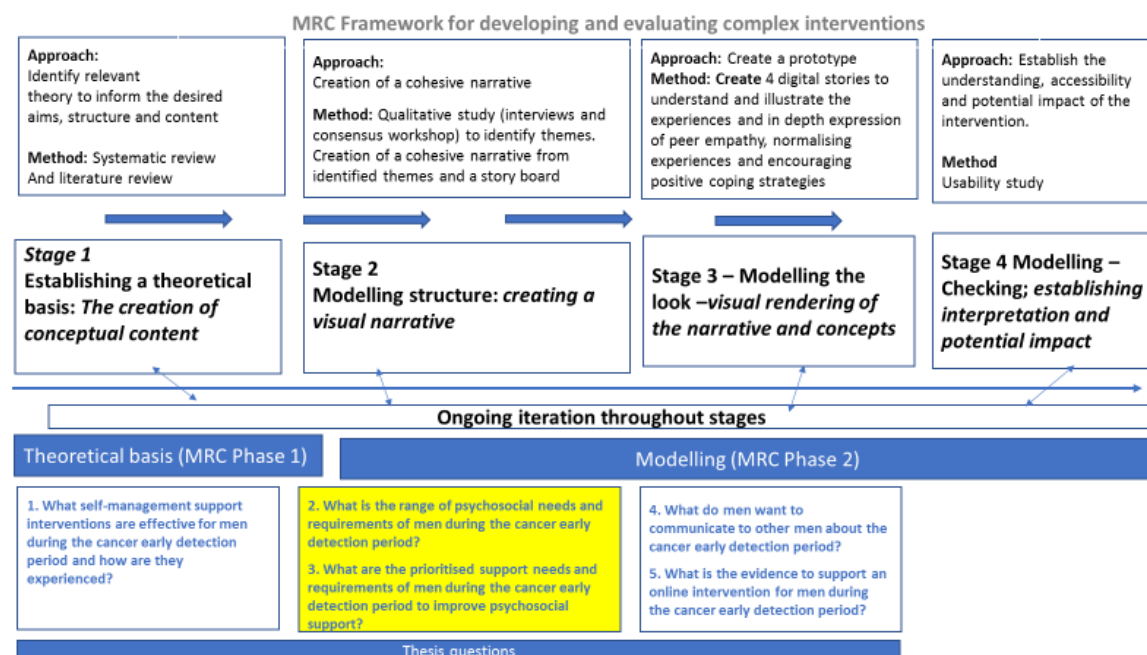 MRC Framework for developing and evaluating complex interventions
Approach:
Identify relevant
theory to inform the desired
aims, structure and content
Method: Systematic review
And literature review
Approach:
Creation of a cohesive narrative
Method: Qualitative study (interviews and
consensus workshop) to identify themes.
Creation of a cohesive narrative from
identified themes and a story board
Approach: Create a prototype
Method: Create 4 digital stories to
understand and illustrate the
experiences and in depth expression
of peer empathy, normalising
experiences and encouraging
positive coping strategies
Approach: Establish the
understanding, accessibility
and potential impact of the
intervention.
Method
Usability study
Stage 1
Establishing a theoretical
basis: The creation of
conceptual content
Stage 2
Modelling structure: creating a
visual narrative
Stage 3 – Modelling the
look –visual rendering of
the narrative and concepts
Stage 4 Modelling –
Checking; establishing
interpretation and
potential impact
Ongoing iteration throughout stages
Theoretical basis (MRC Phase 1)
Modelling (MRC Phase 2)
1. What self-management support
interventions are effective for men
during the cancer early detection
period and how are they
experienced?
2. What is the range of psychosocial needs and
requirements of men during the cancer early
detection period?
3. What are the prioritised support needs and
requirements of men during the cancer early
detection period to improve psychosocial
support?
4. What do men want to
communicate to other men about the
cancer early detection period?
5. What is the evidence to support an
online intervention for men during
the cancer early detection period?
Thesis questions